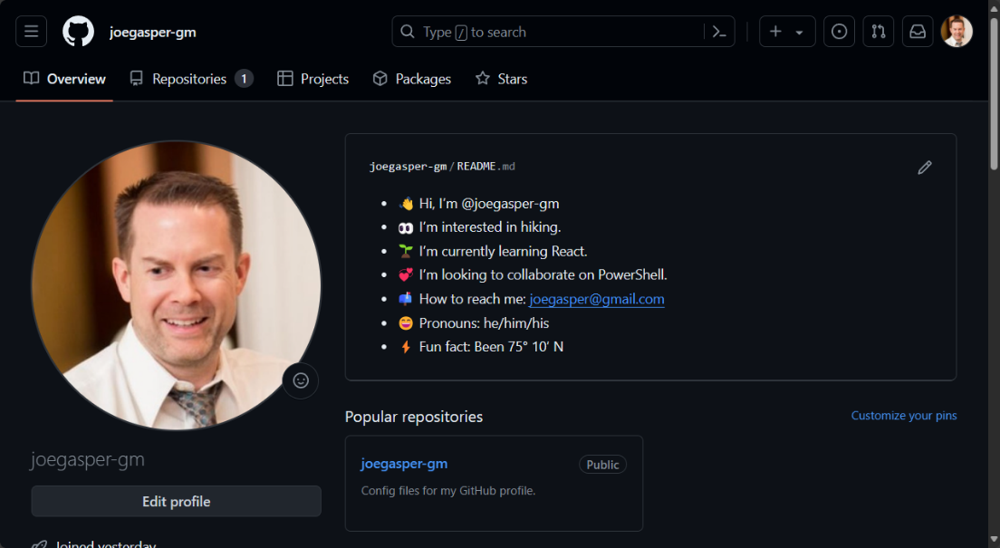 joegasper-gm
Type / to search
Overview
Repositories 1
Projects
Packages
Stars
joegasper-gm/README.md
Hi, I'm @joegasper-gm
I'm interested in hiking.
I'm currently learning React.
I'm looking to collaborate on PowerShell.
How to reach me: joegasper@gmail.com
Pronouns: he/him/his
Fun fact: Been 75° 10' N
Popular repositories
Customize your pins
joegasper-gm
Public
Config files for my GitHub profile.
joegasper-gm
Edit profile
Joined yesterday